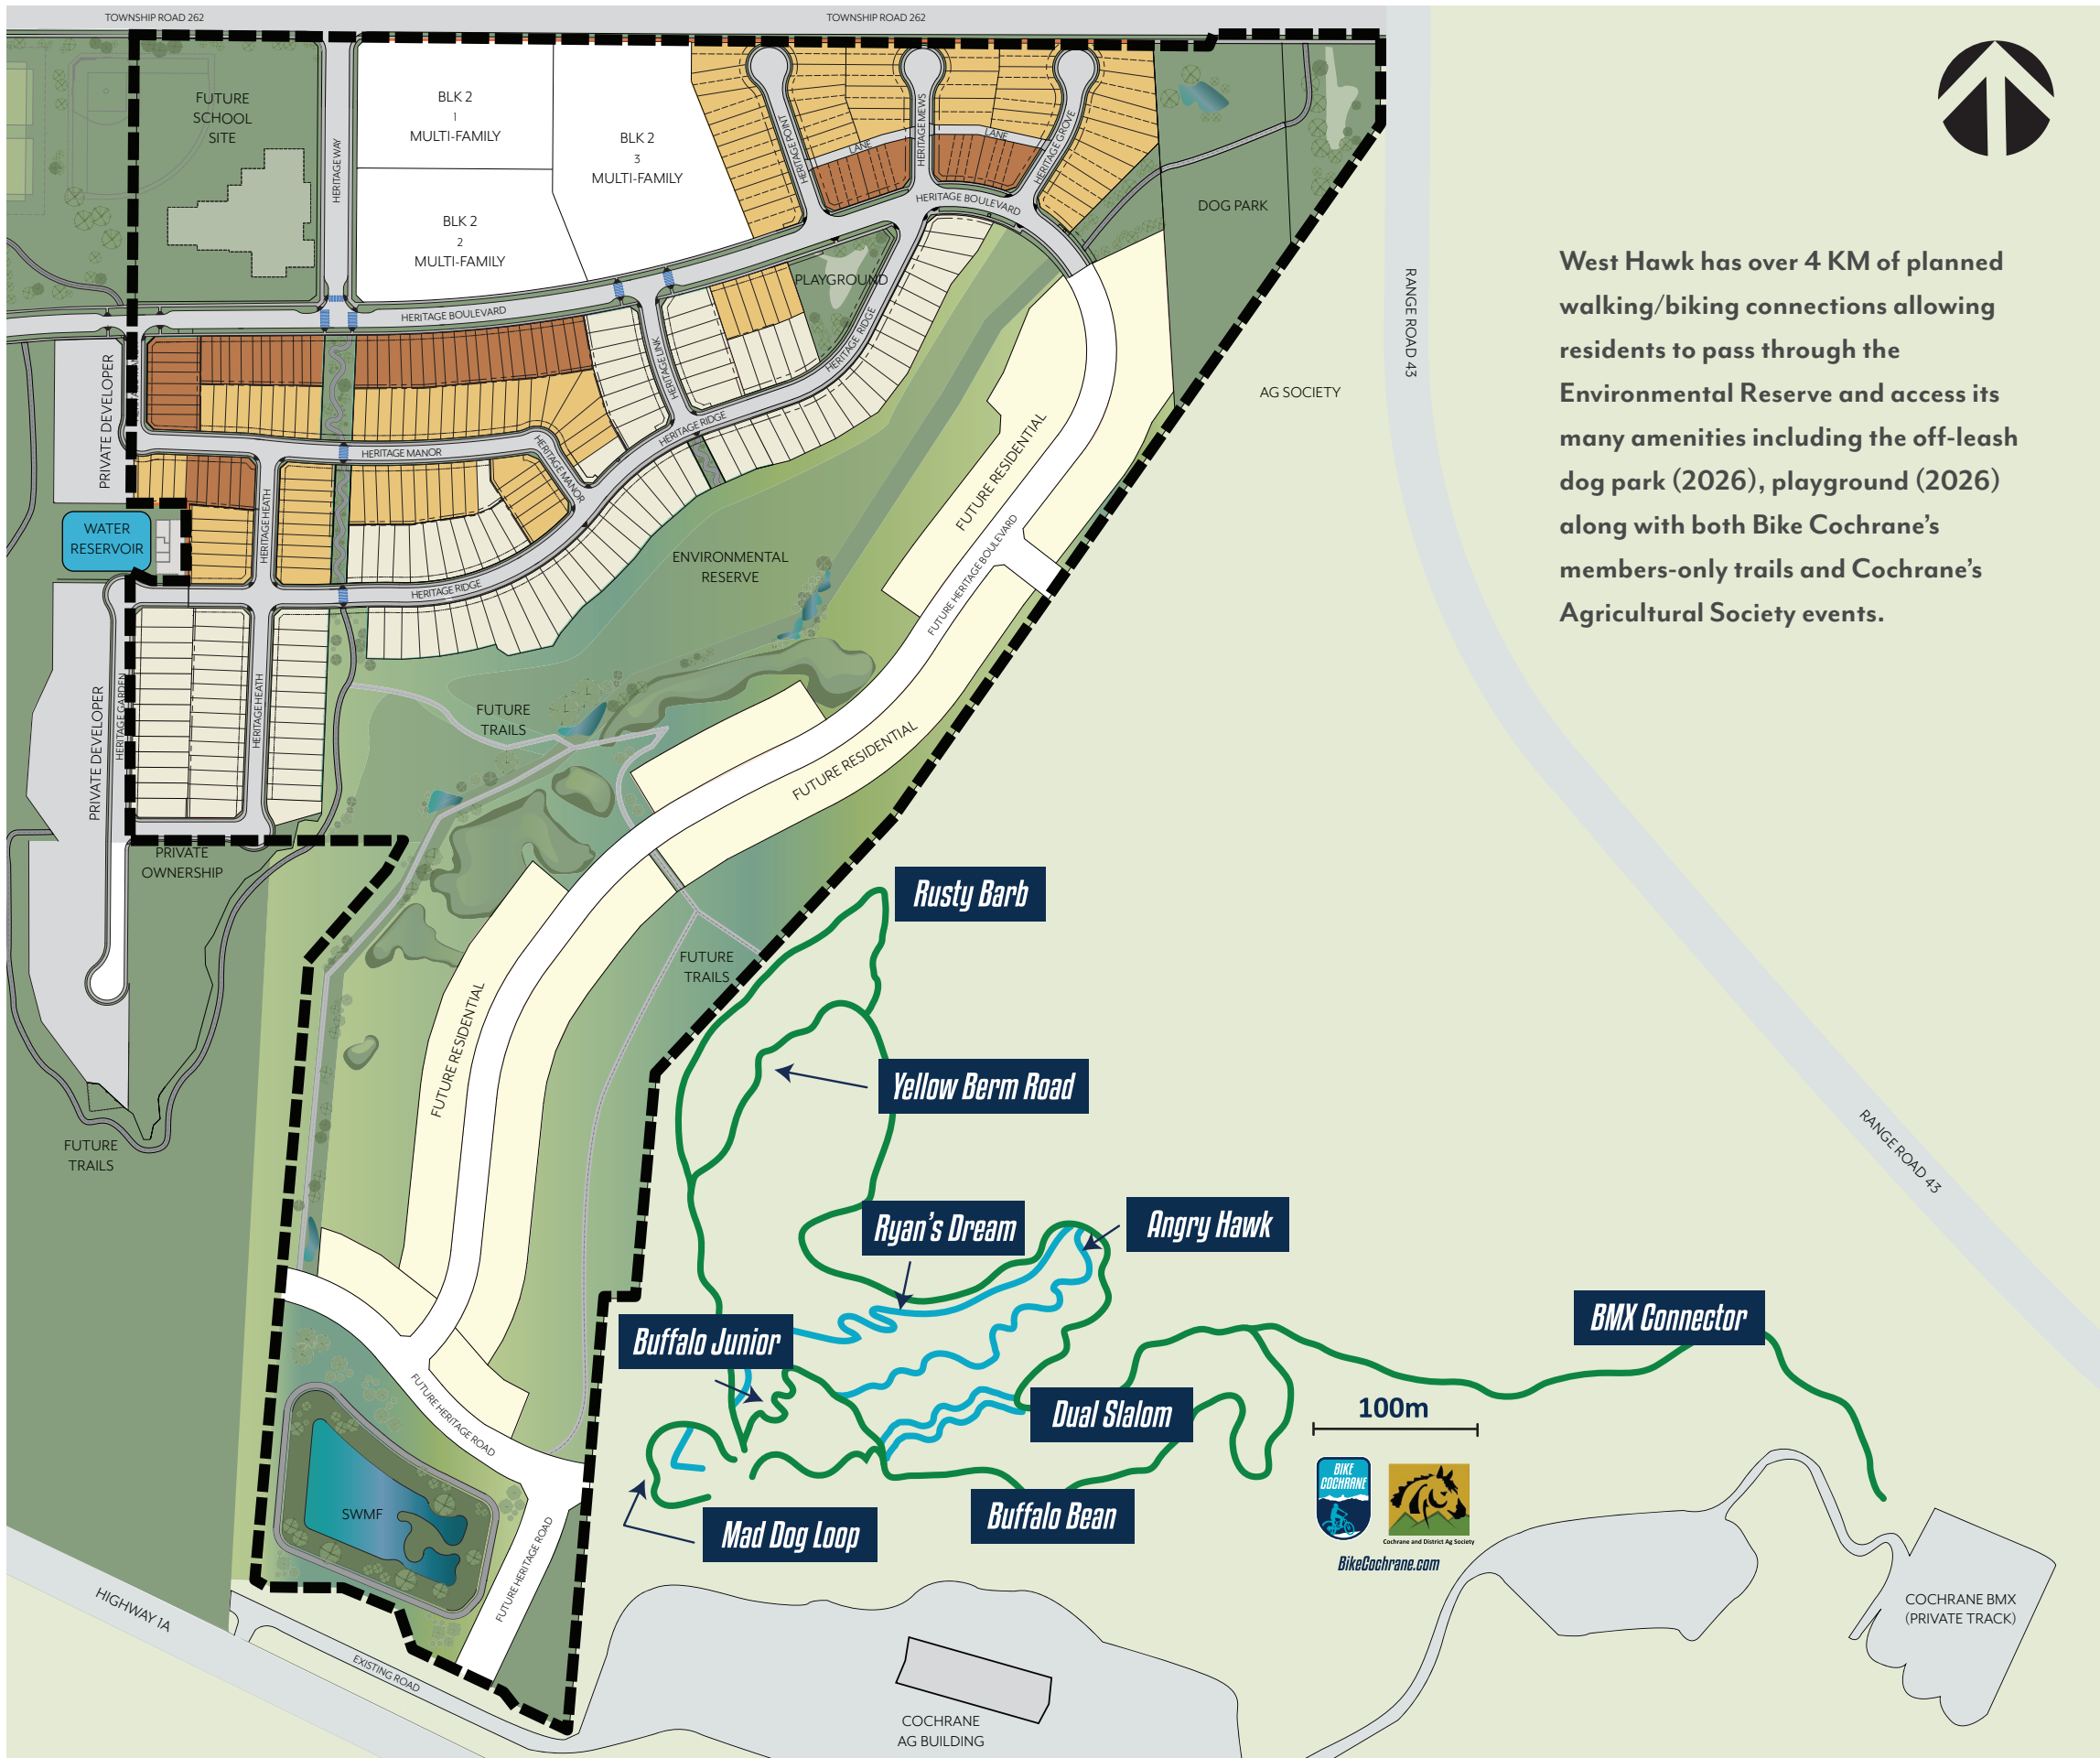 TOWNSHIP ROAD 262
TOWNSHIP ROAD 262
FUTURE
SCHOOL
SITE
HERITAGE WAY
BLK 2
1
MULTI-FAMILY
BLK 2
2
MULTI-FAMILY
BLK 2
3
MULTI-FAMILY
HERITAGE POINT
LANE
HERITAGE MEWS
LANE
HERITAGE GROVE
HERITAGE BOULEVARD
DOG PARK
PLAYGROUND
HERITAGE BOULEVARD
HERITAGE LINK
HERITAGE RIDGE
HERITAGE RIDGE
RANGE ROAD 43
AG SOCIETY
West Hawk has over 4 KM of planned
walking/biking connections allowing
residents to pass through the
Environmental Reserve and access its
many amenities including the off-leash
dog park (2026), playground (2026)
along with both Bike Cochrane's
members-only trails and Cochrane's
Agricultural Society events.
PRIVATE DEVELOPER
HERITAGE MANOR
HERITAGE MANOR
HERITAGE HEATH
WATER
RESERVOIR
HERITAGE RIDGE
ENVIRONMENTAL
RESERVE
FUTURE RESIDENTIAL
FUTURE HERITAGE BOULEVARD
PRIVATE DEVELOPER
HERITAGE GARDEN
HERITAGE HEATH
FUTURE
TRAILS
FUTURE RESIDENTIAL
PRIVATE
OWNERSHIP
Rusty Barb
FUTURE
TRAILS
FUTURE RESIDENTIAL
Yellow Berm Road
FUTURE
TRAILS
RANGE ROAD 43
Ryan's Dream
Angry Hawk
Buffalo Junior
BMX Connector
FUTURE HERITAGE ROAD
Dual Slalom
100m
BIKE
COCHRANE
Cochrane and District Ag Society
BikeCochrane.com
SWMF
Mad Dog Loop
Buffalo Bean
FUTURE HERITAGE ROAD
HIGHWAY 1A
EXISTING ROAD
COCHRANE
AG BUILDING
COCHRANE BMX
(PRIVATE TRACK)